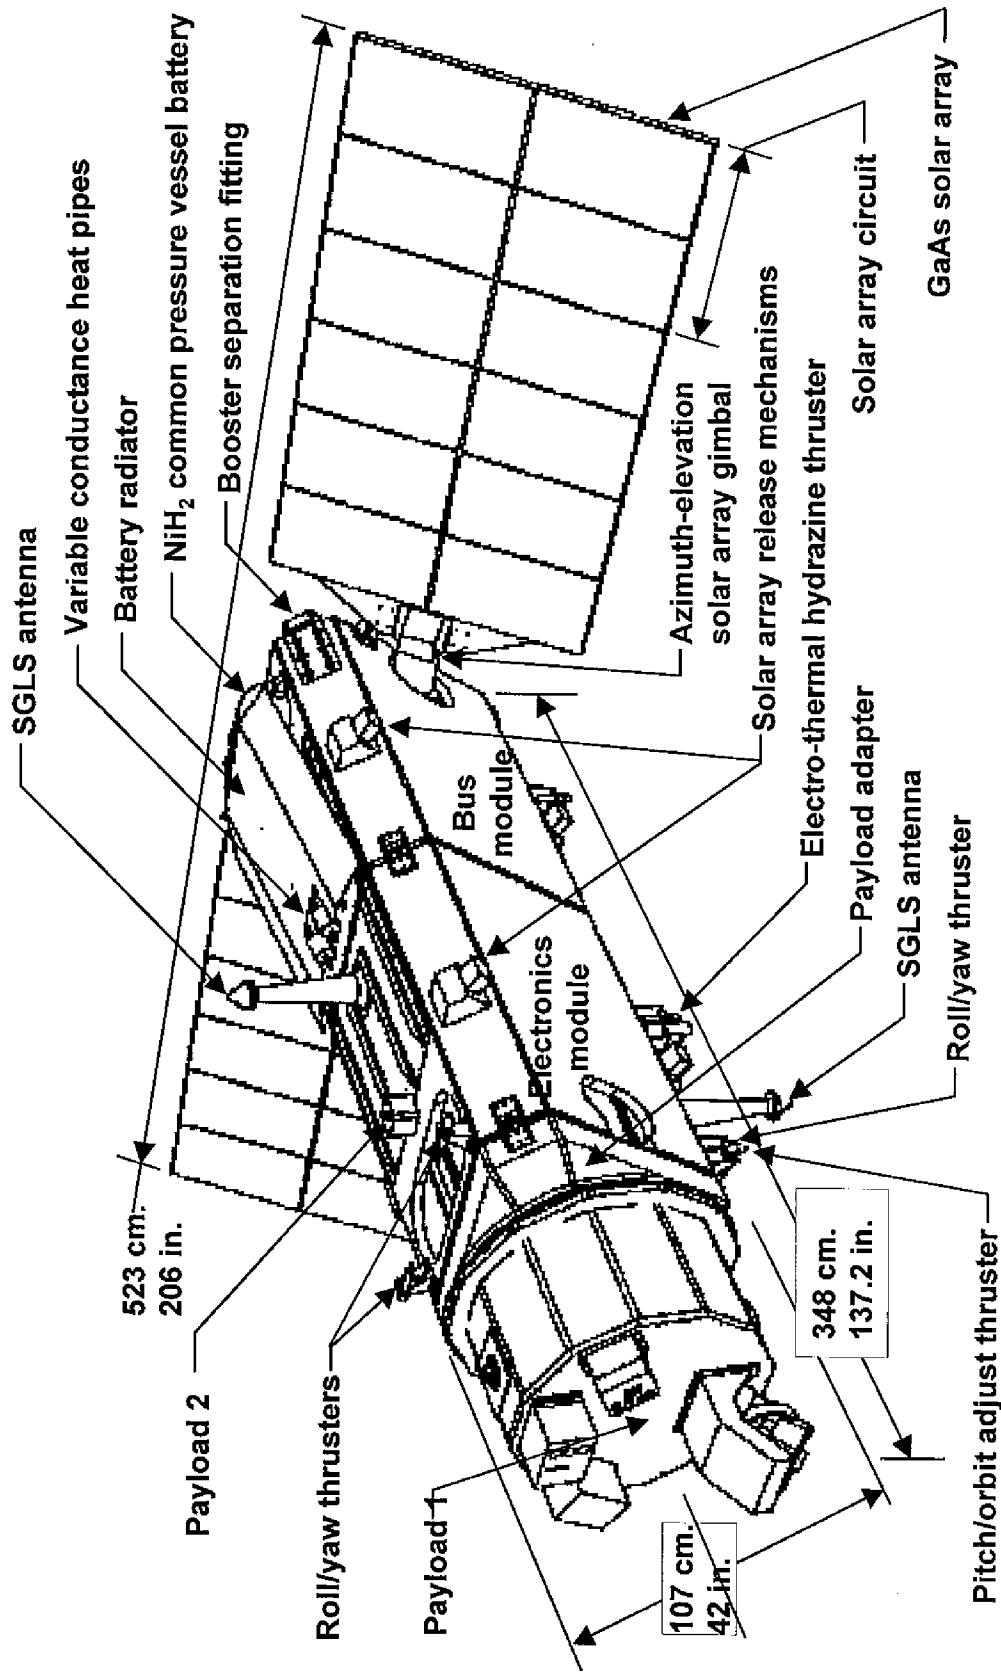 SGLS antenna
Variable conductance heat pipes
Battery radiator
NiH₂ common pressure vessel battery
Booster separation fitting
523 cm.
206 in.
Payload 2
Roll/yaw thrusters
Payload 1
107 cm.
42 in.
348 cm.
137.2 in.
Bus
module
Electronics
module
Azimuth-elevation
solar array gimbal
Solar array release mechanisms
Electro-thermal hydrazine thruster
Payload adapter
SGLS antenna
Roll/yaw thruster
Pitch/orbit adjust thruster
Solar array circuit
GaAs solar array